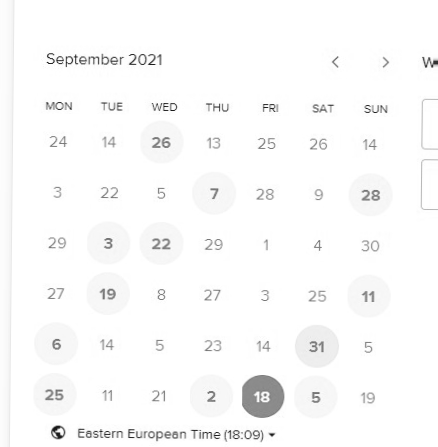 September 2021
MON TUE WED THU FRI SAT SUN
24 14 26 13 25 26 14
3 22 5 7 28 9 28
29 3 22 29 1 4 30
27 19 8 27 3 25 11
6 14 5 23 14 31 5
25 11 21 2 18 5 19
Eastern European Time (18:09)